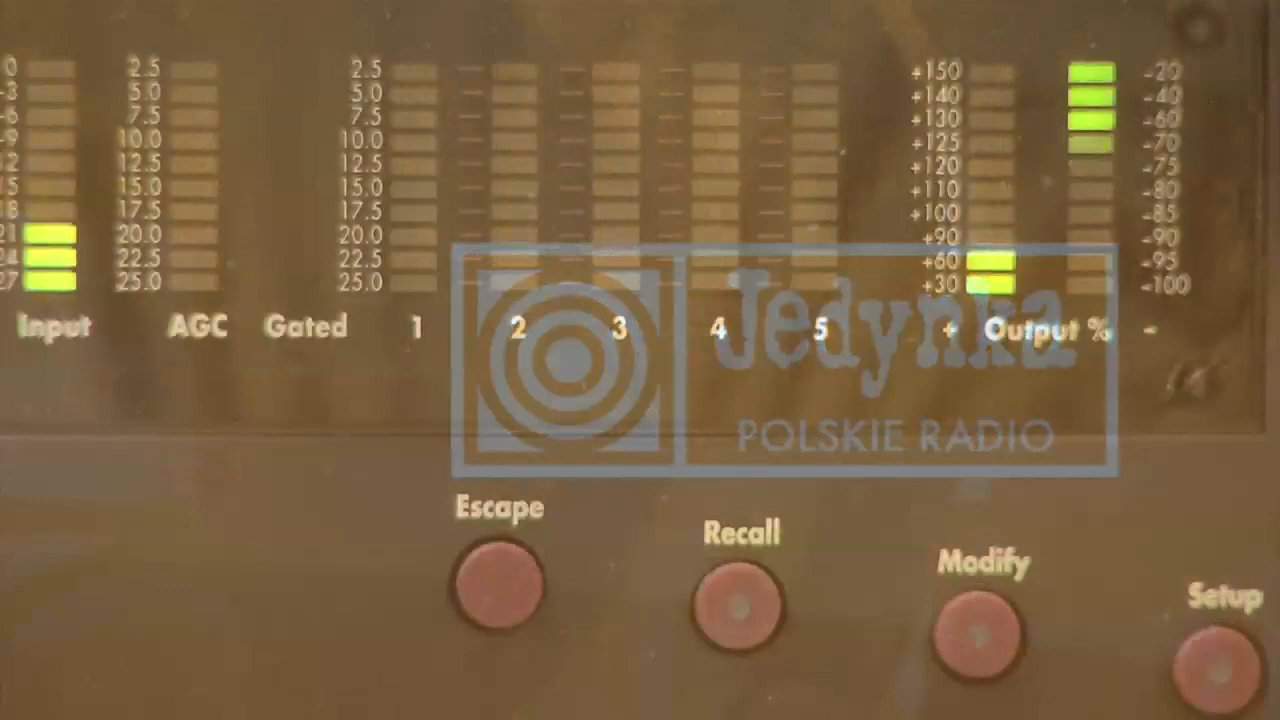 0 2.5 2.5 +150 -20
-3 5.0 5.0 +140 -40
-6 7.5 7.5 +130 -60
-9 10.0 10.0 +125 -70
12 12.5 12.5 +120 -75
15 15.0 15.0 +110 -80
18 17.5 17.5 +100 -85
21 20.0 20.0 +90 -90
24 22.5 22.5 +60 -95
27 25.0 25.0 +30 -100
Input AGC Gated 1 2 3 4 5 + Output % -
Jedynka
POLSKIE RADIO
Escape
Recall
Modify
Setup